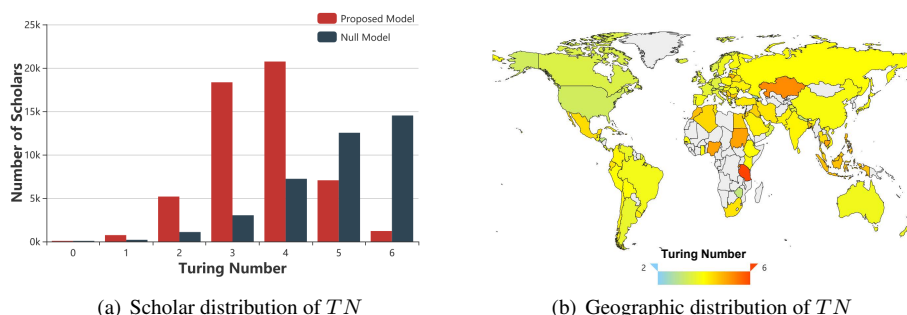 Proposed Model
Null Model
25k
20k
15k
10k
5k
0k
Number of Scholars
0 1 2 3 4 5 6
Turing Number
(a) Scholar distribution of TN
Turing Number
2 6
(b) Geographic distribution of TN